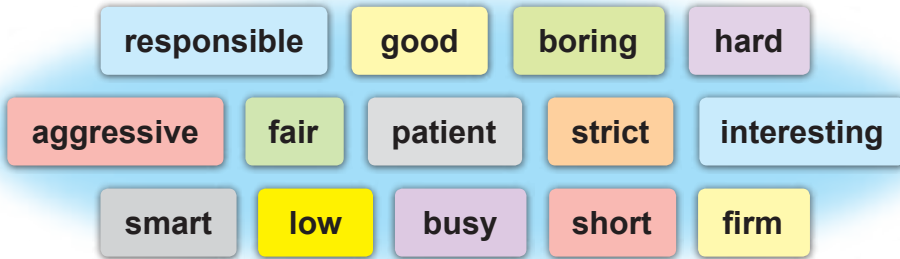 responsible good boring hard
aggressive fair patient strict interesting
smart low busy short firm